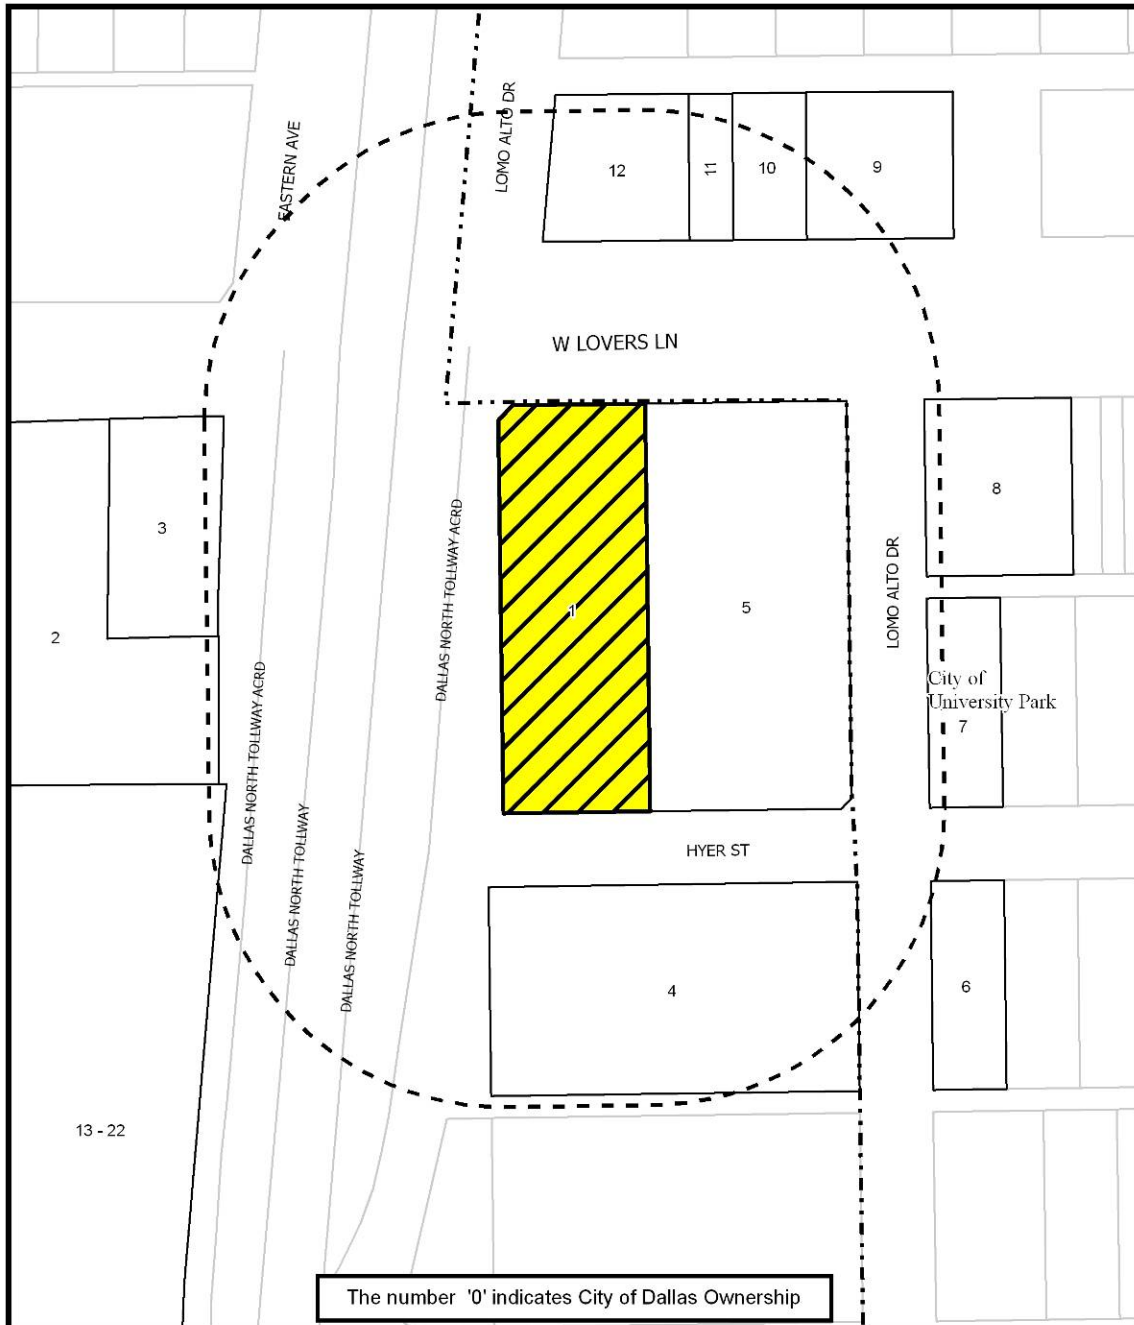 LOMO ALTO DR
EASTERN AVE
12
11
10
9
W LOVERS LN
3
8
DALLAS NORTH TOLLWAY ACRD
LOMO ALTO DR
1
5
2
City of
University Park
7
DALLAS NORTH TOLLWAY ACRD
DALLAS NORTH TOLLWAY
DALLAS NORTH TOLLWAY
HYER ST
4
6
13 - 22
The number '0' indicates City of Dallas Ownership